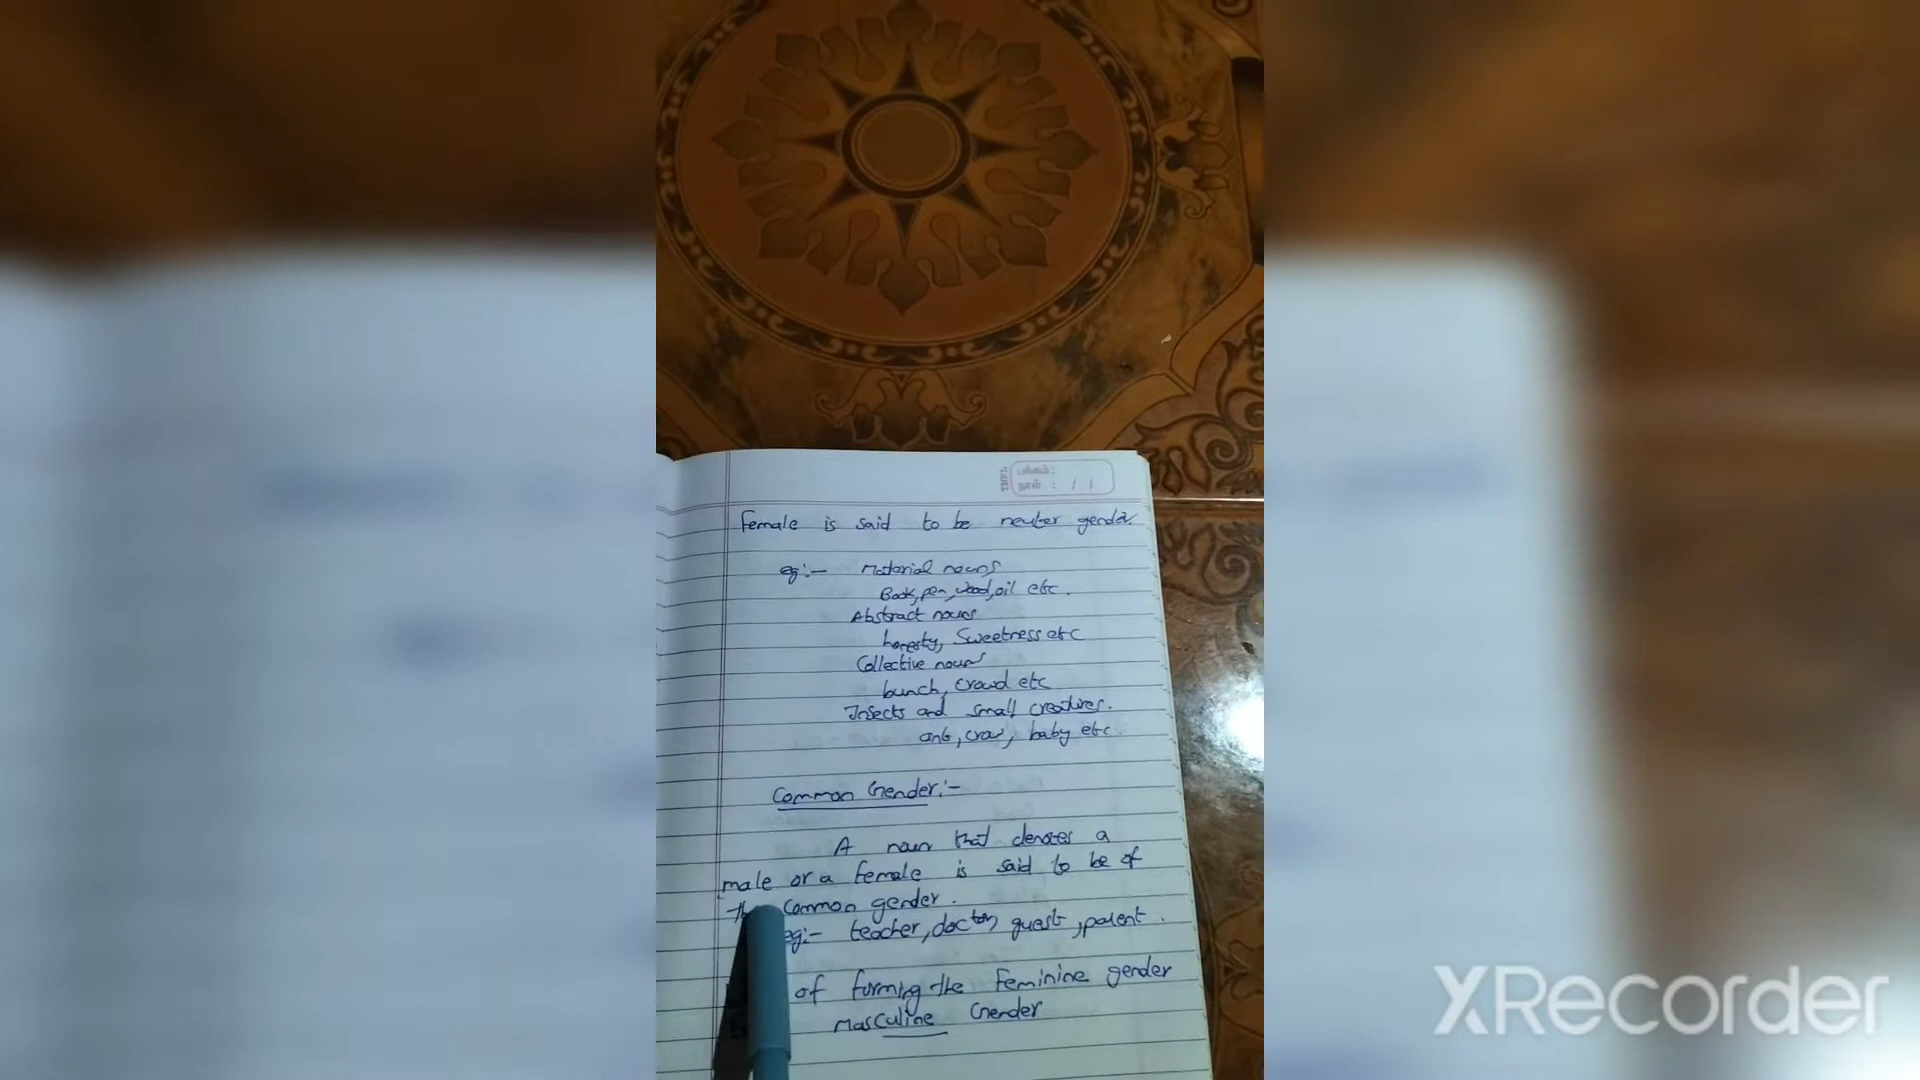 THPL
பக்கம் :
நாள் : / /
Female is said to be neuter gender.
eg:- Material nouns
Book, pen, wood, oil etc.
Abstract nouns
honesty, Sweetness etc
Collective nouns
bunch, crowd etc
Insects and small creatures.
ant, crow, baby etc.
Common Gender:-
A noun that denotes a
male or a female is said to be of
common gender.
eg:- teacher, doctor, guest, parent.
of forming the Feminine gender
Masculine Gender
XRecorder